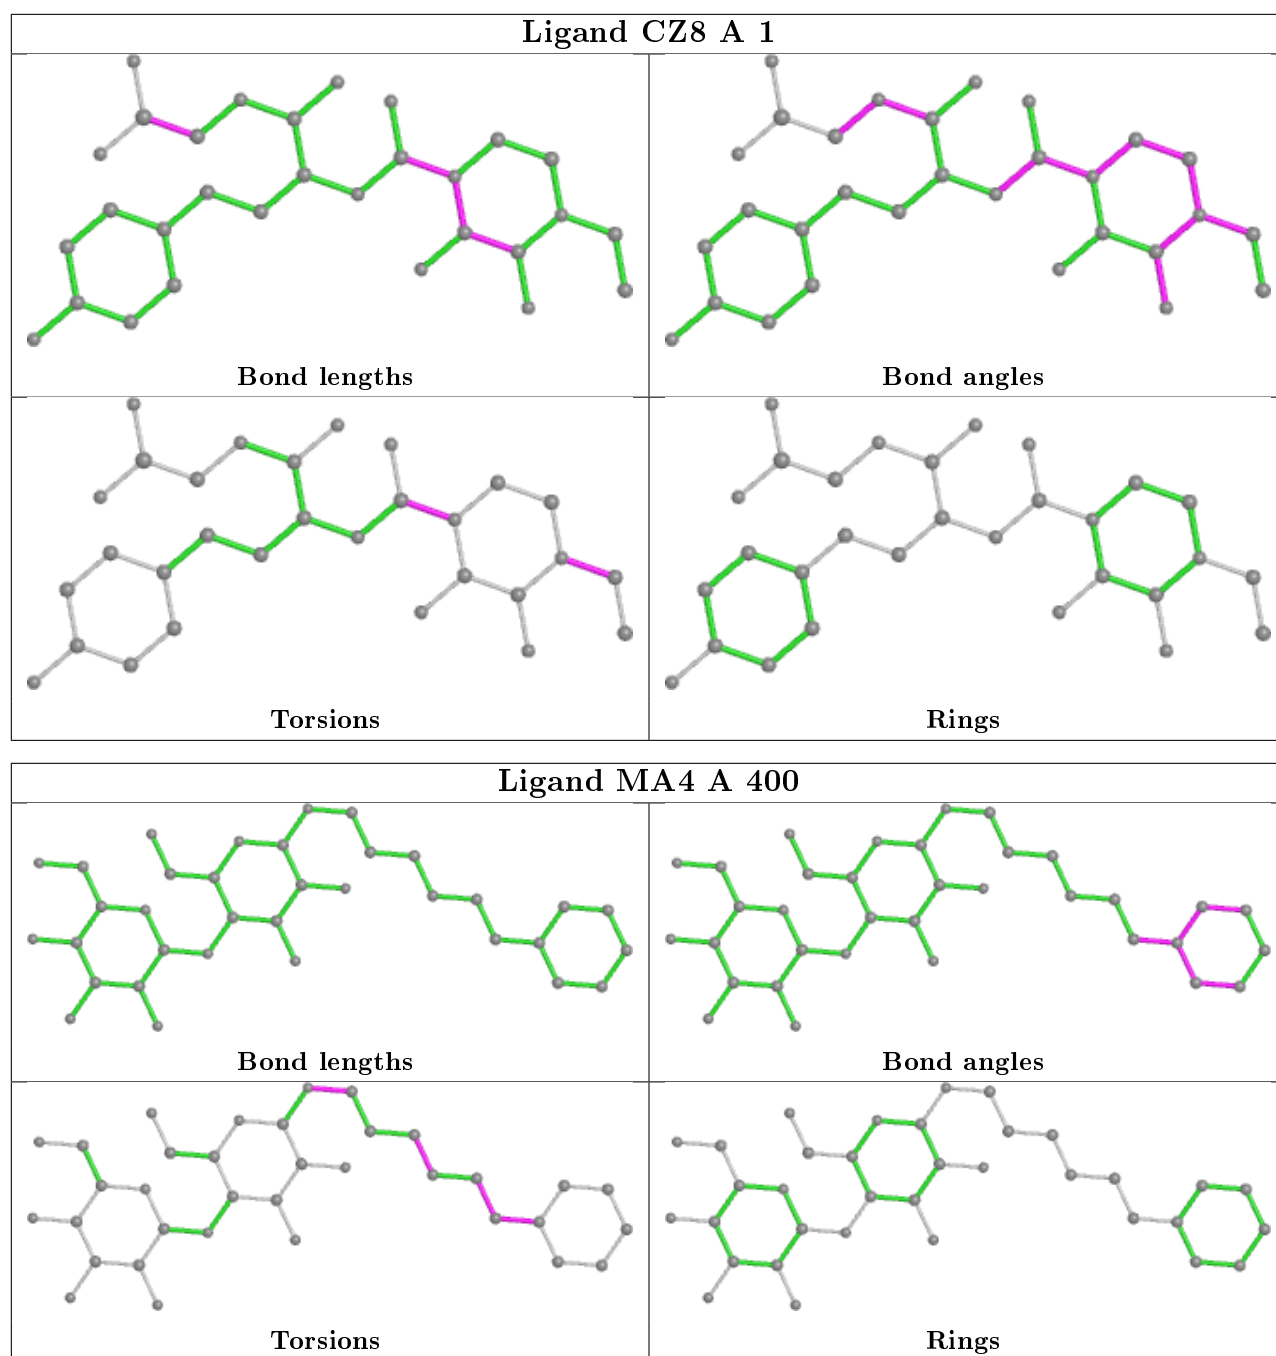 Ligand CZ8 A 1
Bond lengths
Bond angles
Torsions
Rings
Ligand MA4 A 400
Bond lengths
Bond angles
Torsions
Rings